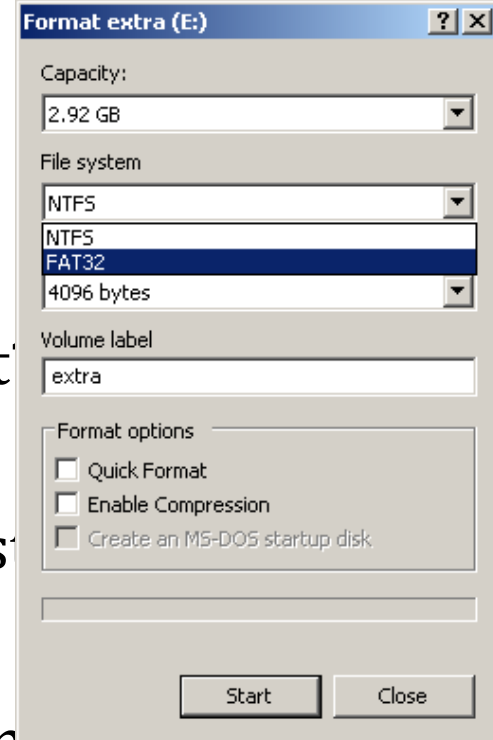 Format extra (E:)
Capacity:
2.92 GB
File system
NTFS
NTFS
FAT32
4096 bytes
Volume label
extra
Format options
Quick Format
Enable Compression
Create an MS-DOS startup disk
Start
Close